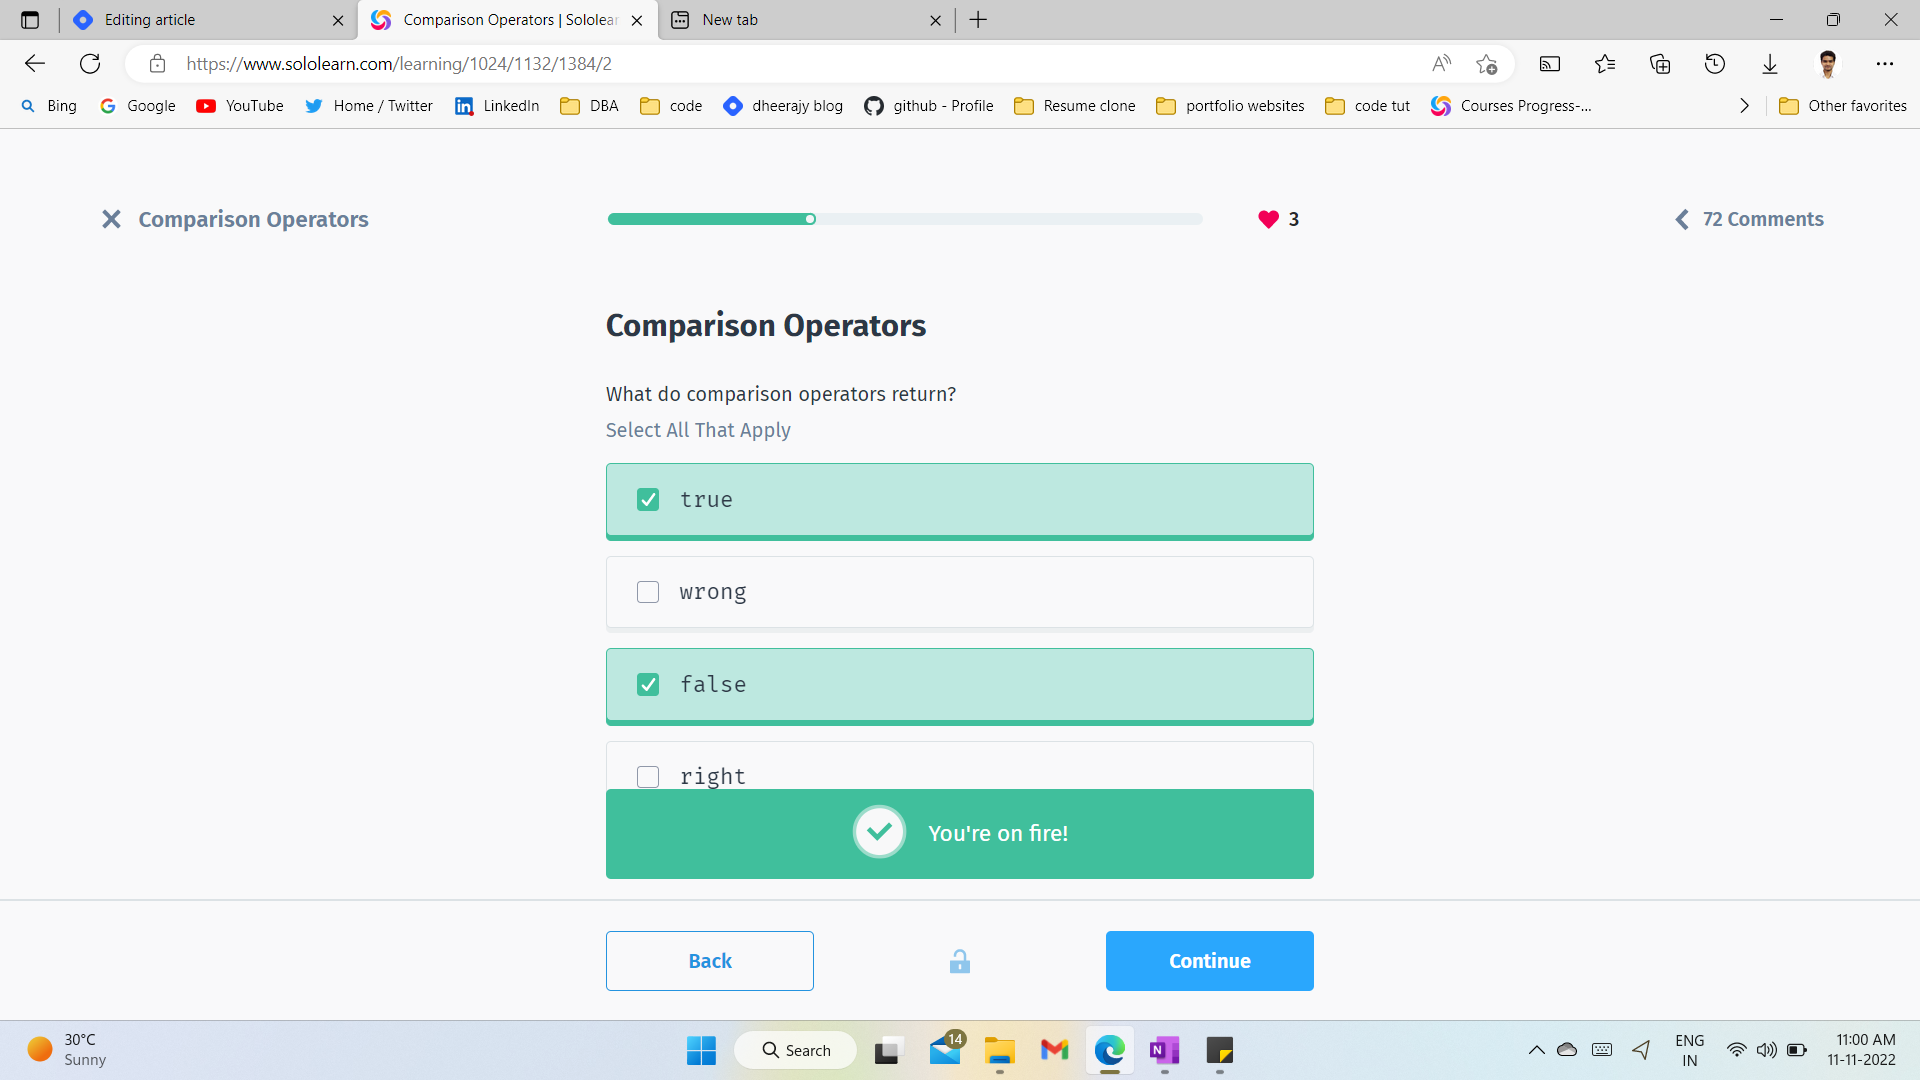 Editing article
Comparison Operators | Sololear
New tab
https://www.sololearn.com/learning/1024/1132/1384/2
Bing
Google
YouTube
Home / Twitter
LinkedIn
DBA
code
dheerajy blog
github - Profile
Resume clone
portfolio websites
code tut
Courses Progress-...
Other favorites
Comparison Operators
3
72 Comments
Comparison Operators
What do comparison operators return?
Select All That Apply
true
wrong
false
right
You're on fire!
Back
Continue
30°C
Sunny
Search
14
ENG
IN
11:00 AM
11-11-2022